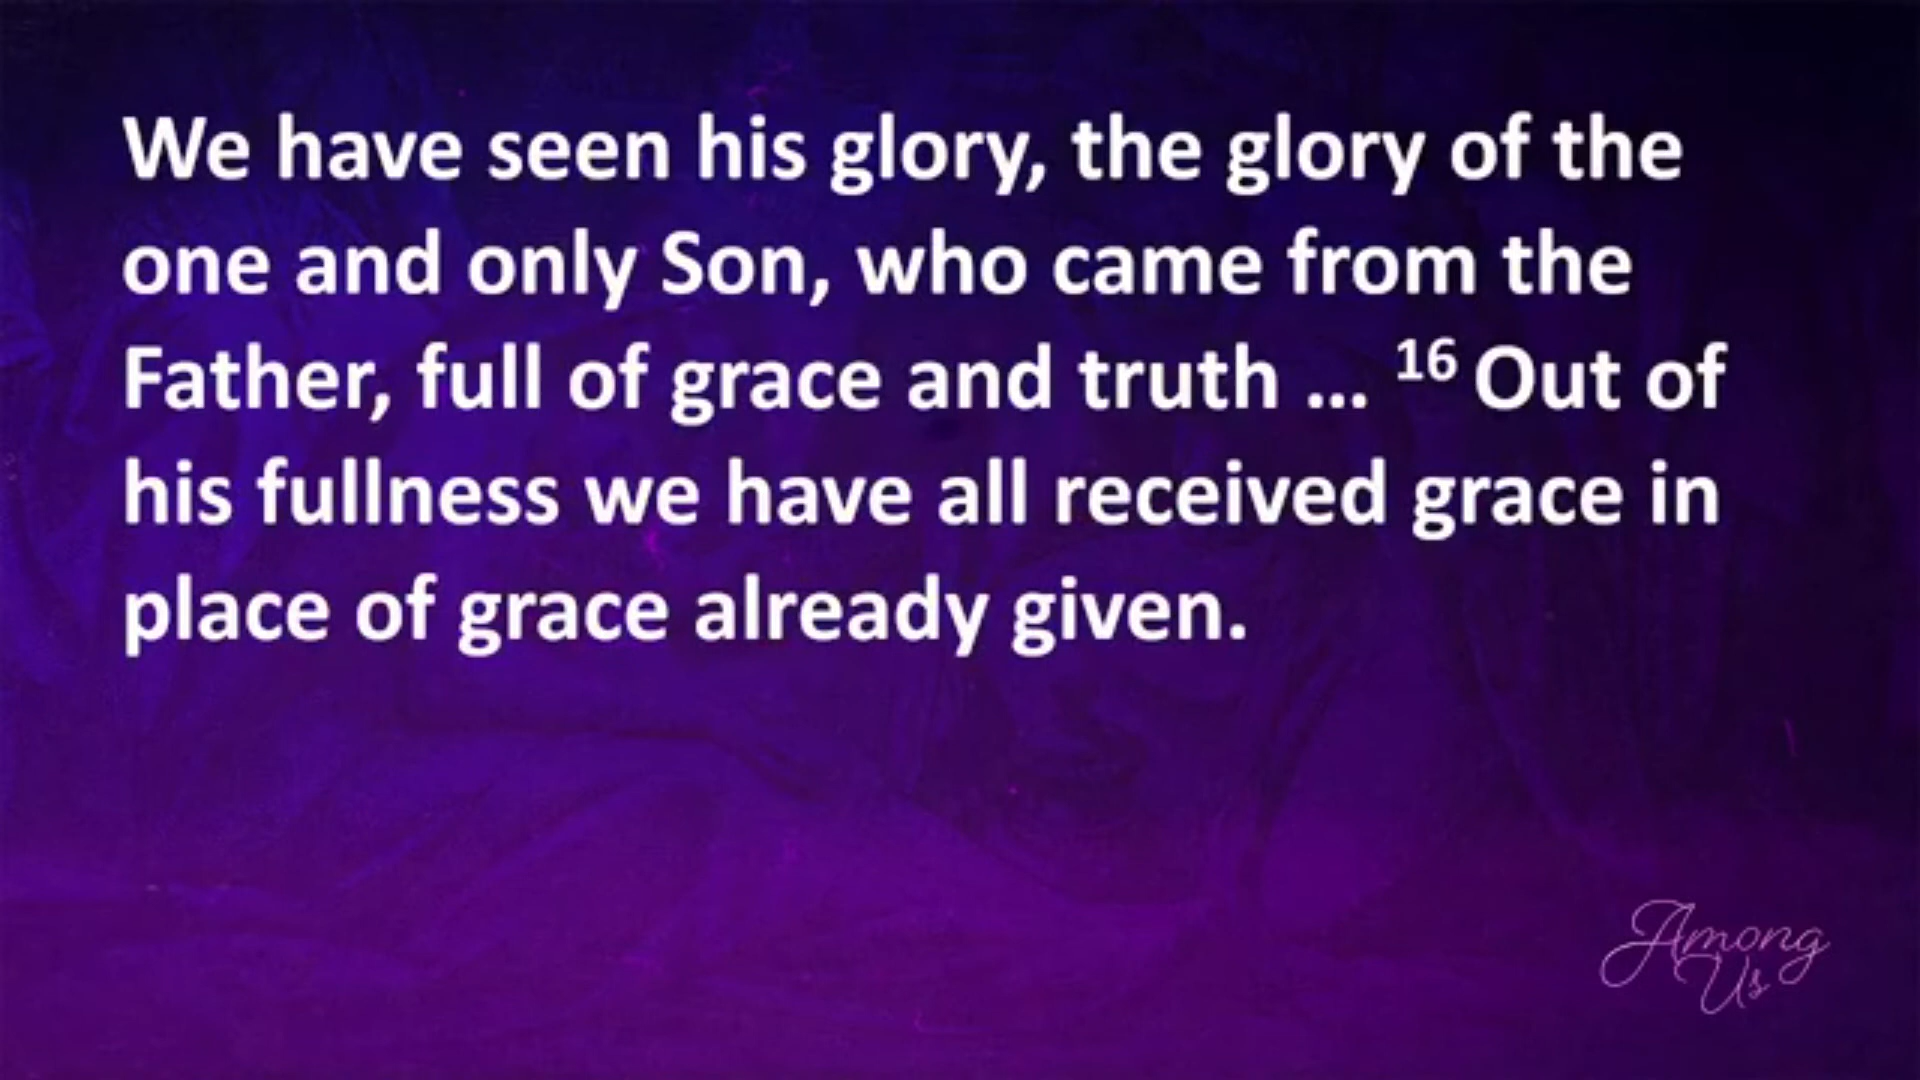 We have seen his glory, the glory of the
one and only Son, who came from the
Father, full of grace and truth ... ¹⁶ Out of
his fullness we have all received grace in
place of grace already given.
Among
Us